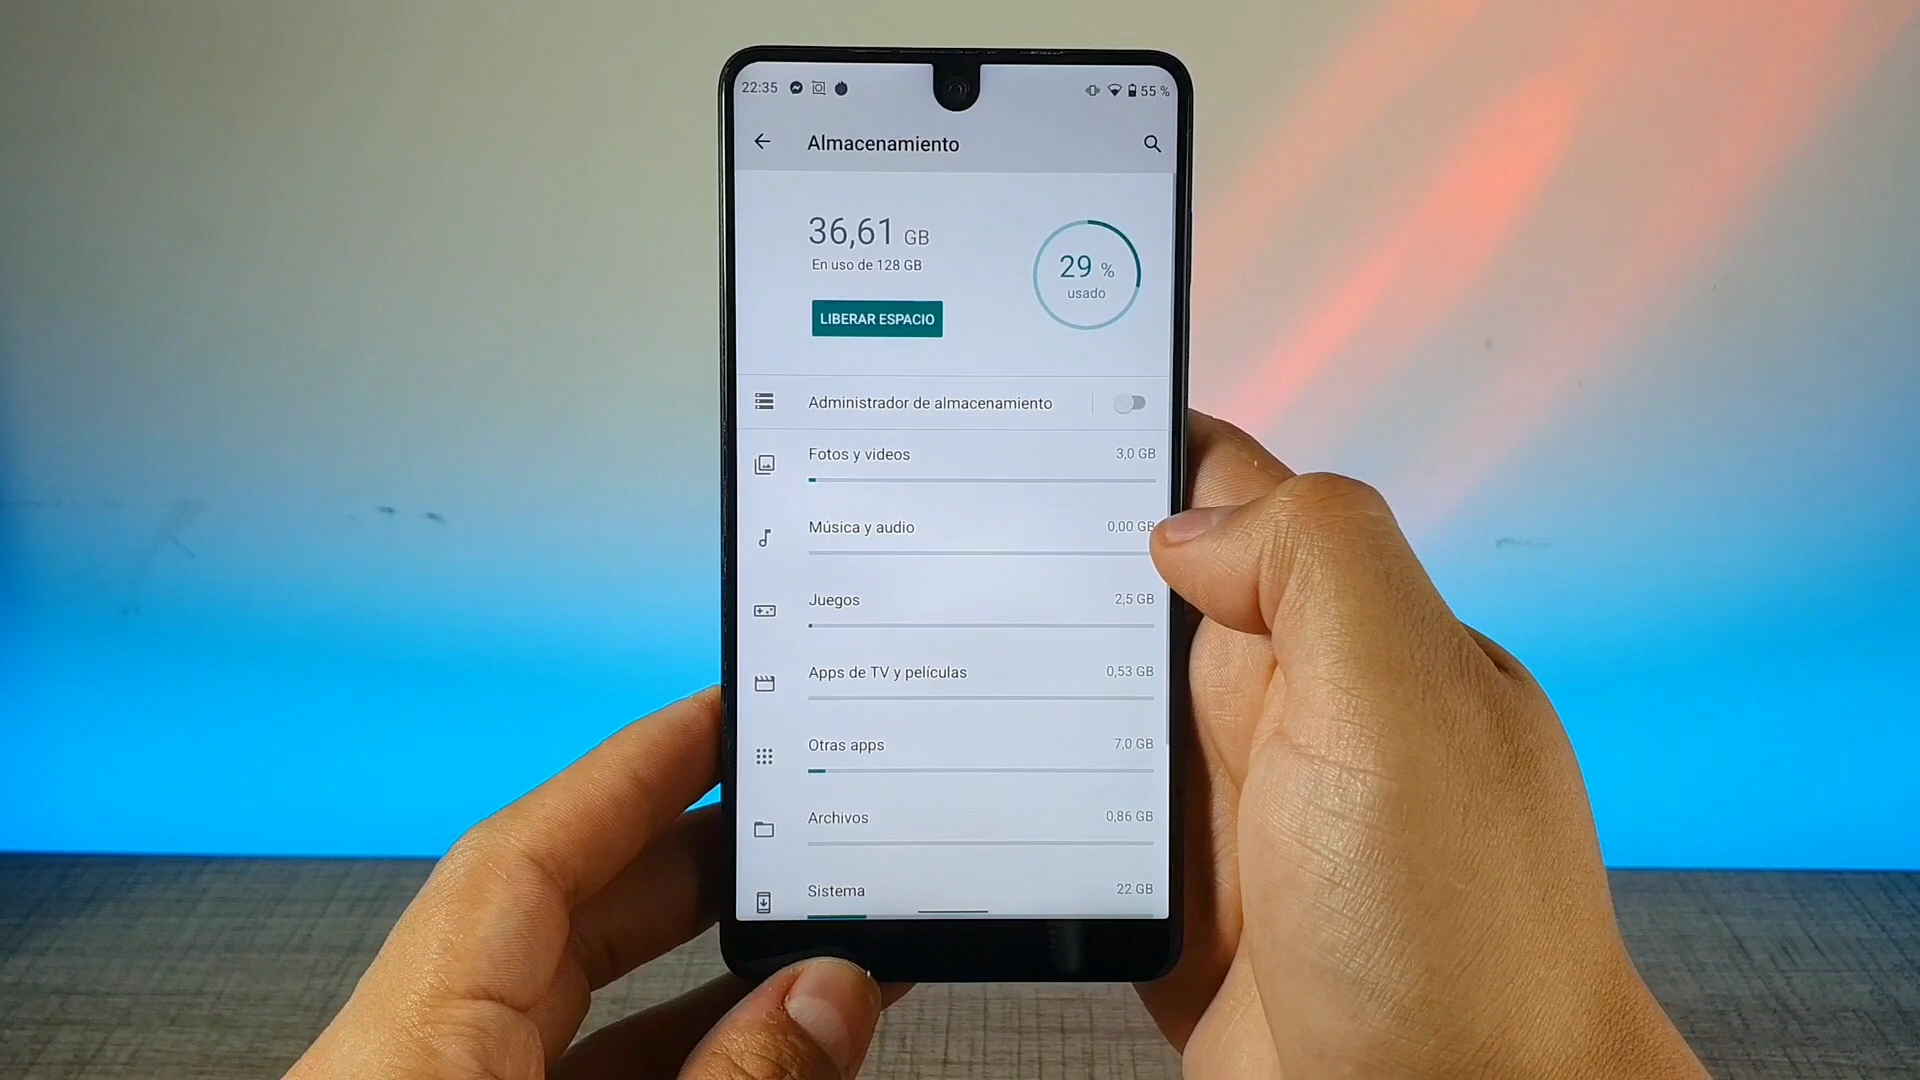 22:35 55 %
Almacenamiento
36,61 GB
En uso de 128 GB
29 %
usado
LIBERAR ESPACIO
Administrador de almacenamiento
Fotos y videos 3,0 GB
Música y audio 0,00 GB
Juegos 2,5 GB
Apps de TV y películas 0,53 GB
Otras apps 7,0 GB
Archivos 0,86 GB
Sistema 22 GB